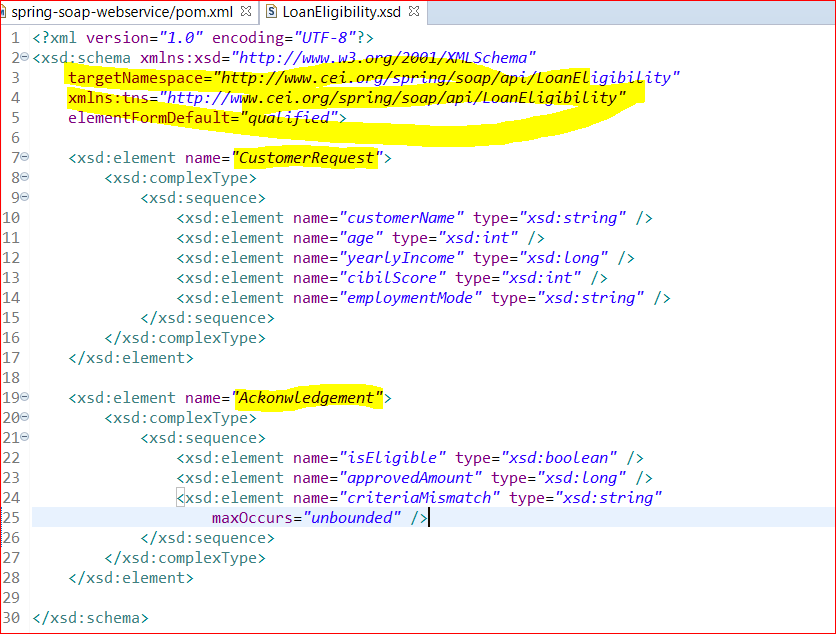 spring-soap-webservice/pom.xml LoanEligibility.xsd
1 <?xml version="1.0" encoding="UTF-8"?>
2 <xsd:schema xmlns:xsd="http://www.w3.org/2001/XMLSchema"
3 targetNamespace="http://www.cei.org/spring/soap/api/LoanEligibility"
4 xmlns:tns="http://www.cei.org/spring/soap/api/LoanEligibility"
5 elementFormDefault="qualified">
6
7 <xsd:element name="CustomerRequest">
8 <xsd:complexType>
9 <xsd:sequence>
10 <xsd:element name="customerName" type="xsd:string" />
11 <xsd:element name="age" type="xsd:int" />
12 <xsd:element name="yearlyIncome" type="xsd:long" />
13 <xsd:element name="cibilScore" type="xsd:int" />
14 <xsd:element name="employmentMode" type="xsd:string" />
15 </xsd:sequence>
16 </xsd:complexType>
17 </xsd:element>
18
19 <xsd:element name="Ackonwledgement">
20 <xsd:complexType>
21 <xsd:sequence>
22 <xsd:element name="isEligible" type="xsd:boolean" />
23 <xsd:element name="approvedAmount" type="xsd:long" />
24 <xsd:element name="criteriaMismatch" type="xsd:string"
25 maxOccurs="unbounded" />
26 </xsd:sequence>
27 </xsd:complexType>
28 </xsd:element>
29
30 </xsd:schema>